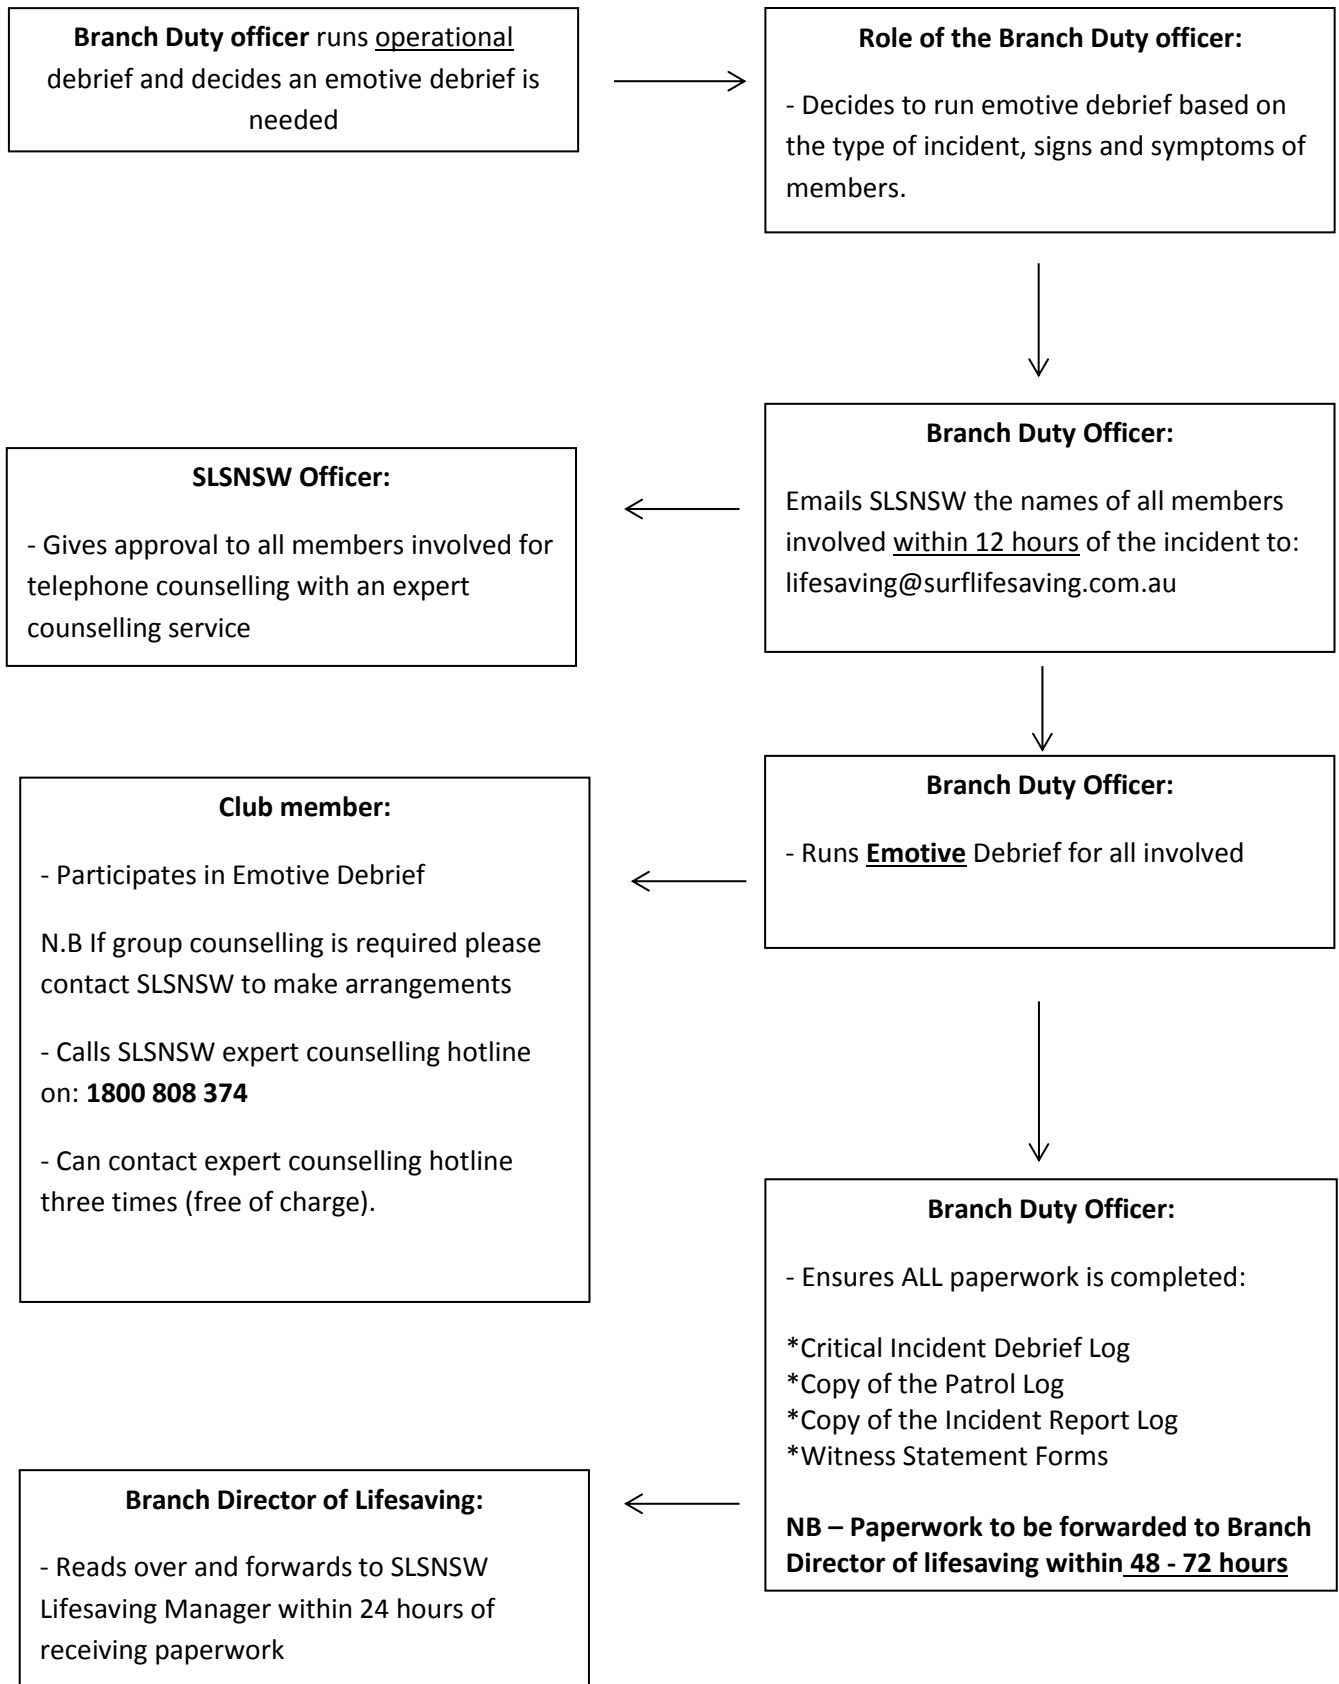 Branch Duty officer runs operational
debrief and decides an emotive debrief is
needed
Role of the Branch Duty officer:
- Decides to run emotive debrief based on
the type of incident, signs and symptoms of
members.
Branch Duty Officer:
Emails SLSNSW the names of all members
involved within 12 hours of the incident to:
lifesaving@surflifesaving.com.au
SLSNSW Officer:
- Gives approval to all members involved for
telephone counselling with an expert
counselling service
Branch Duty Officer:
- Runs Emotive Debrief for all involved
Club member:
- Participates in Emotive Debrief
N.B If group counselling is required please
contact SLSNSW to make arrangements
- Calls SLSNSW expert counselling hotline
on: 1800 808 374
- Can contact expert counselling hotline
three times (free of charge).
Branch Duty Officer:
- Ensures ALL paperwork is completed:
*Critical Incident Debrief Log
*Copy of the Patrol Log
*Copy of the Incident Report Log
*Witness Statement Forms
NB – Paperwork to be forwarded to Branch
Director of lifesaving within 48 - 72 hours
Branch Director of Lifesaving:
- Reads over and forwards to SLSNSW
Lifesaving Manager within 24 hours of
receiving paperwork